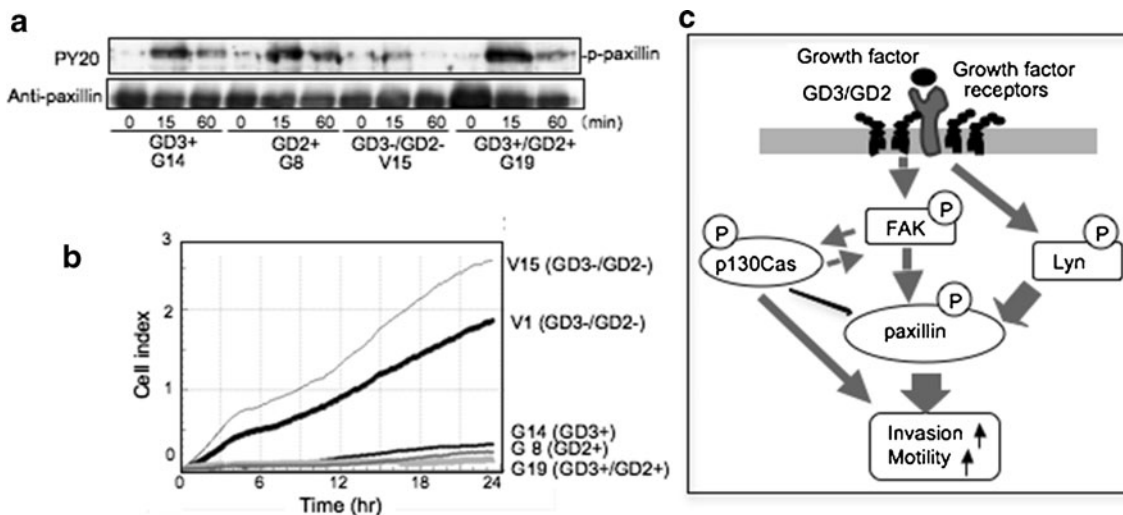 a
PY20
-p-paxillin
Anti-paxillin
0 15 60 0 15 60 0 15 60 0 15 60 (min)
GD3+ GD2+ GD3-/GD2- GD3+/GD2+
G14 G8 V15 G19
b
3
2
1
0
Cell index
0 6 12 18 24
Time (hr)
V15 (GD3-/GD2-)
V1 (GD3-/GD2-)
G14 (GD3+)
G 8 (GD2+)
G19 (GD3+/GD2+)
c
Growth factor
GD3/GD2
Growth factor
receptors
P
FAK
P
p130Cas
P
Lyn
P
paxillin
Invasion
Motility